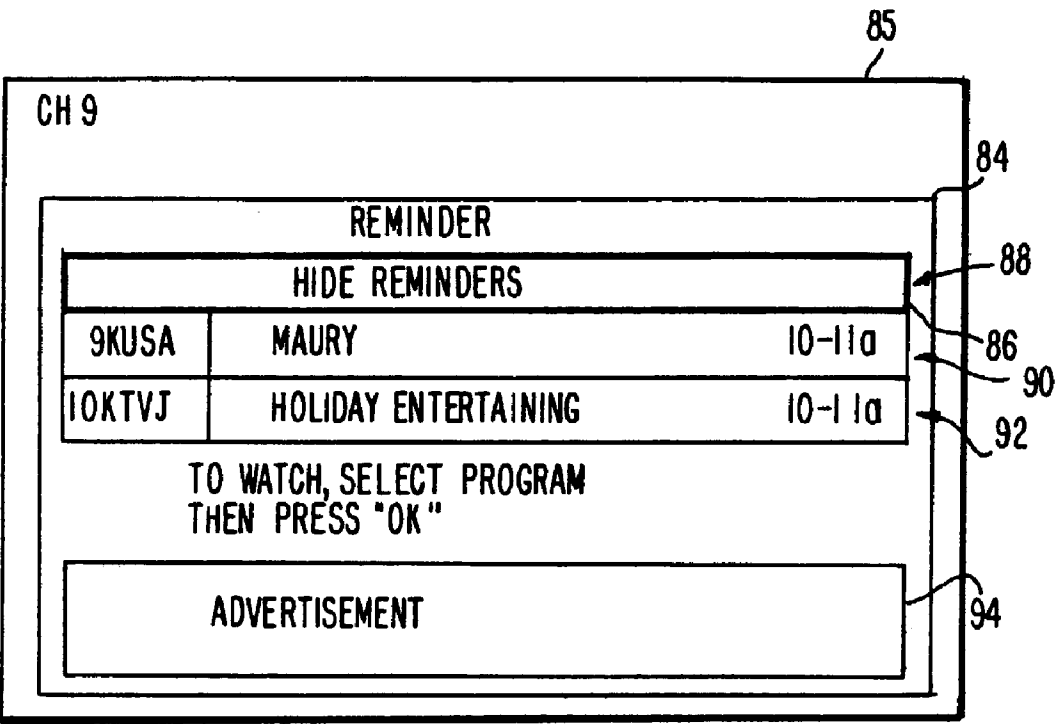 85
CH 9
84
REMINDER
HIDE REMINDERS
88
86
9KUSA MAURY 10-11a
90
10KTVJ HOLIDAY ENTERTAINING 10-11a
92
TO WATCH, SELECT PROGRAM
THEN PRESS "OK"
ADVERTISEMENT
94